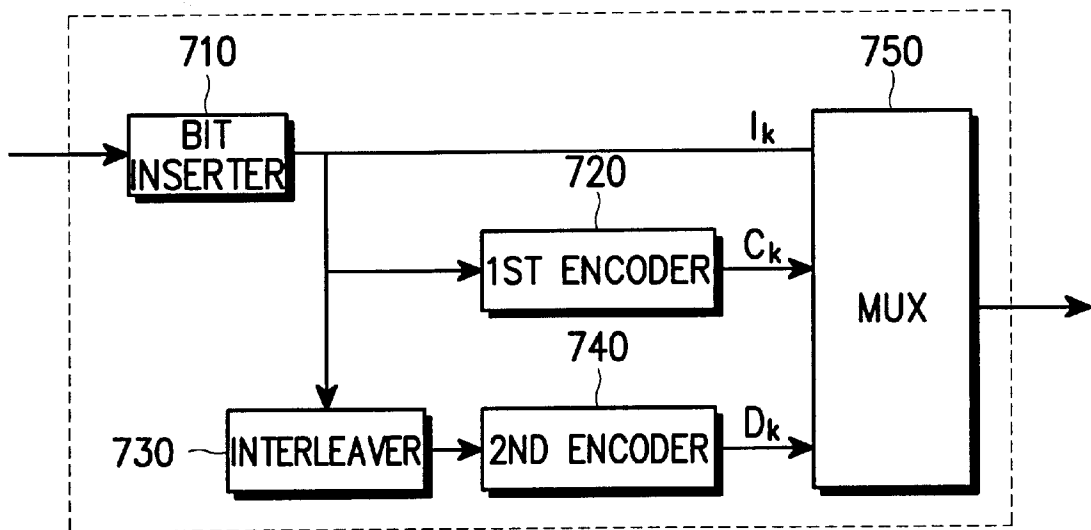 710
BIT
INSERTER
750
Ik
720
1ST ENCODER
Ck
MUX
740
730
INTERLEAVER
2ND ENCODER
Dk